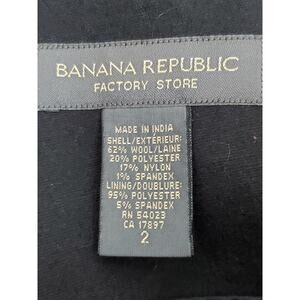 BANANA REPUBLIC
FACTORY STORE
MADE IN INDIA
SHELL/EXTÉRIEUR:
62% WOOL/LAINE
20% POLYESTER
17% NYLON
1% SPANDEX
LINING/DOUBLURE:
95% POLYESTER
5% SPANDEX
RN 54023
CA 17897
2